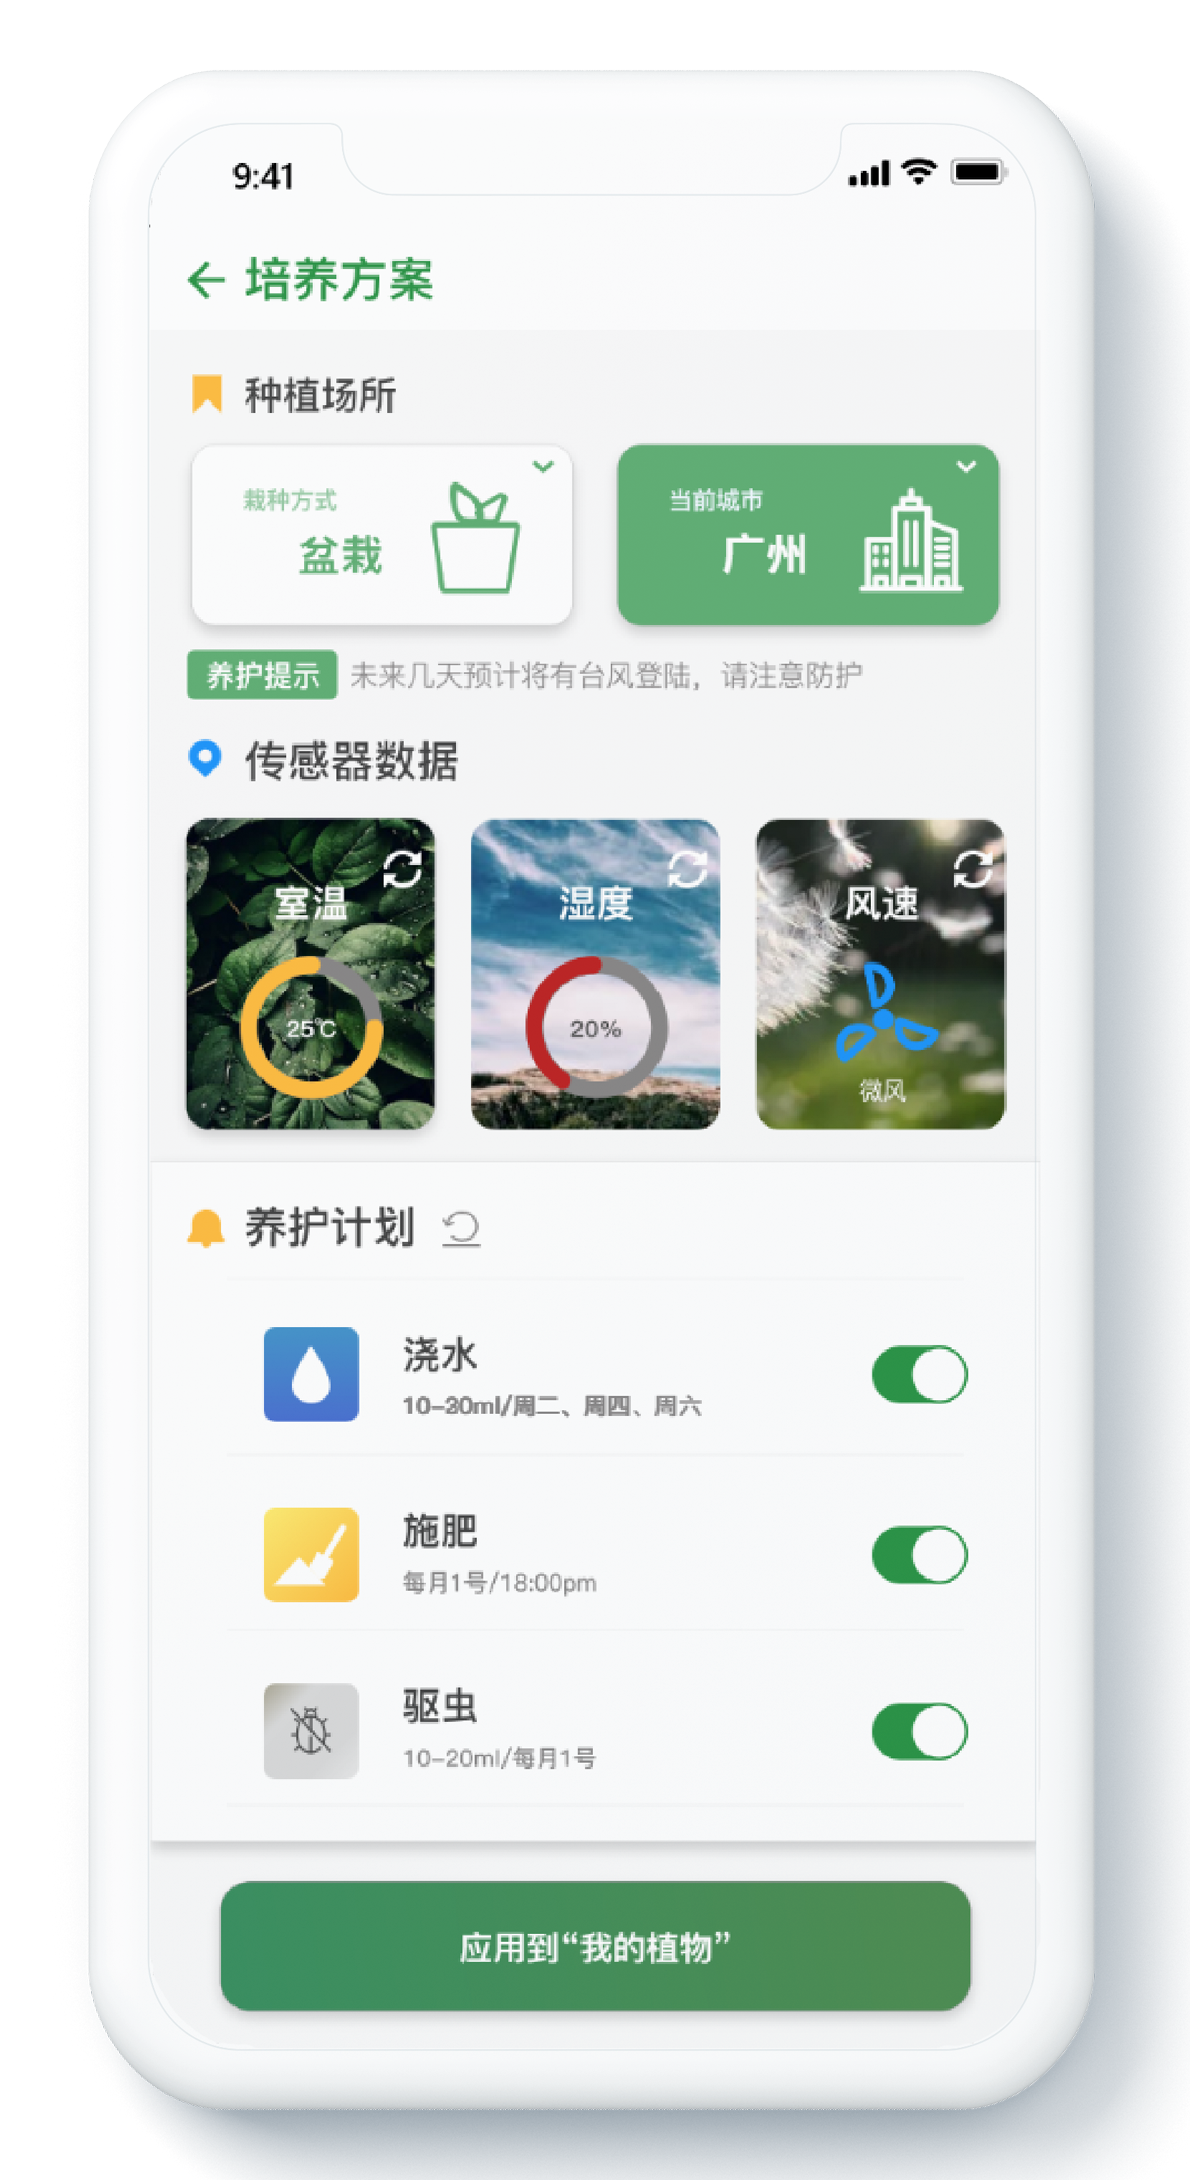 9:41
培养方案
种植场所
栽种方式
盆栽
当前城市
广州
养护提示 未来几天预计将有台风登陆，请注意防护
传感器数据
室温
25℃
湿度
20%
风速
微风
养护计划
浇水
10-30ml/周二、周四、周六
施肥
每月1号/18:00pm
驱虫
10-20ml/每月1号
应用到“我的植物”